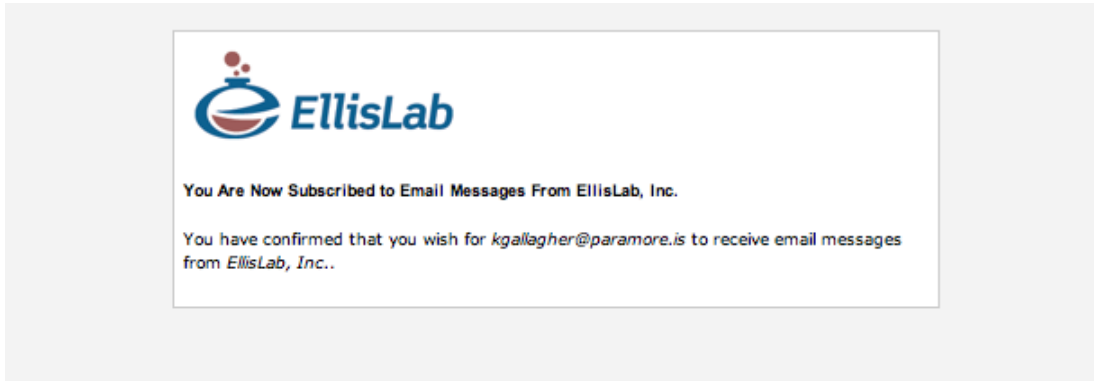 EllisLab
You Are Now Subscribed to Email Messages From EllisLab, Inc.
You have confirmed that you wish for kgallagher@paramore.is to receive email messages
from EllisLab, Inc..